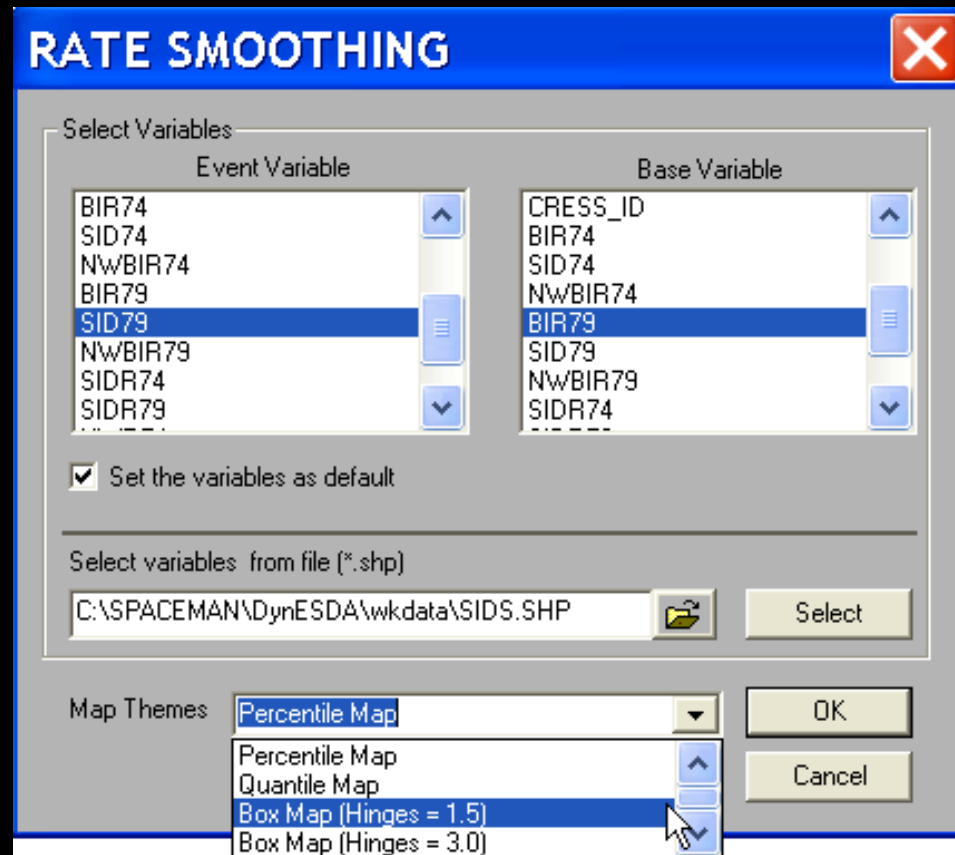 RATE SMOOTHING
Select Variables
Event Variable
BIR74
SID74
NWBIR74
BIR79
SID79
NWBIR79
SIDR74
SIDR79
Base Variable
CRESS_ID
BIR74
SID74
NWBIR74
BIR79
SID79
NWBIR79
SIDR74
Set the variables as default
Select variables from file (*.shp)
C:\SPACEMAN\DynESDA\wkdata\SIDS.SHP
Select
Map Themes
Percentile Map
OK
Percentile Map
Quantile Map
Box Map (Hinges = 1.5)
Box Map (Hinges = 3.0)
Cancel